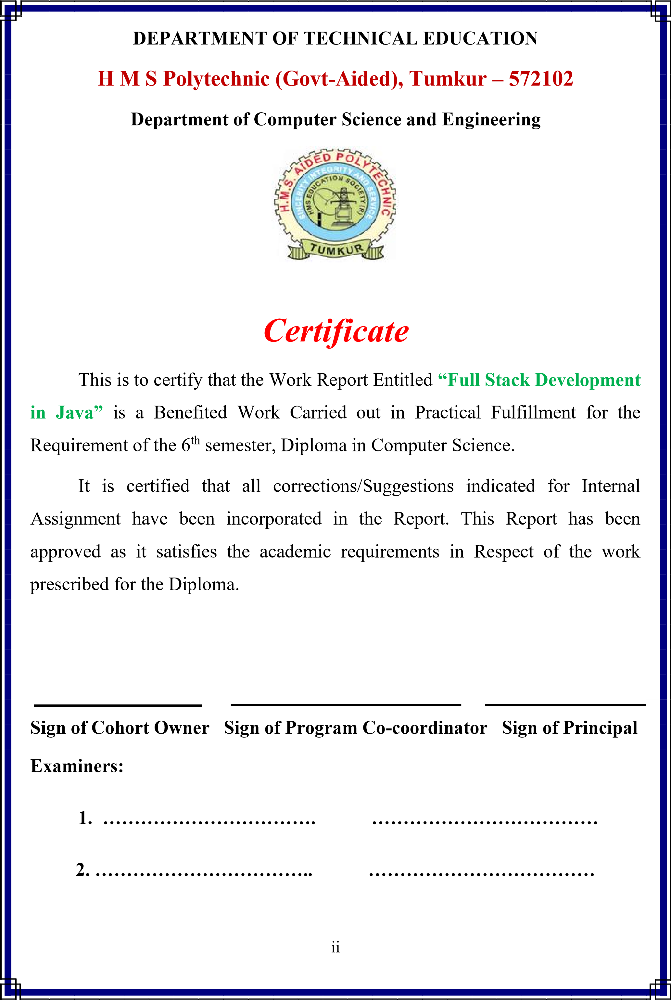 DEPARTMENT OF TECHNICAL EDUCATION
H M S Polytechnic (Govt-Aided), Tumkur – 572102
Department of Computer Science and Engineering
H.M.S. AIDED POLYTECHNIC
SINCERITY INTEGRITY AND SERVICE
HMS EDUCATION SOCIETY (R)
TUMKUR
Certificate
This is to certify that the Work Report Entitled “Full Stack Development
in Java” is a Benefited Work Carried out in Practical Fulfillment for the
Requirement of the 6th semester, Diploma in Computer Science.
It is certified that all corrections/Suggestions indicated for Internal
Assignment have been incorporated in the Report. This Report has been
approved as it satisfies the academic requirements in Respect of the work
prescribed for the Diploma.
Sign of Cohort Owner Sign of Program Co-coordinator Sign of Principal
Examiners:
1. ……………………………. ………………………………
2. …………………………….. ………………………………
ii